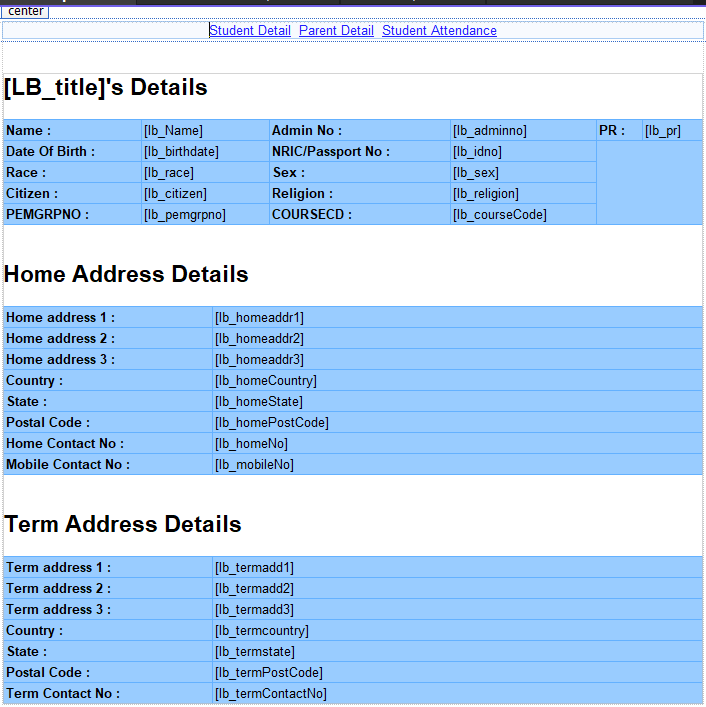 center
Student Detail Parent Detail Student Attendance
[LB_title]'s Details
Name : [lb_Name] Admin No : [lb_adminno] PR : [lb_pr]
Date Of Birth : [lb_birthdate] NRIC/Passport No : [lb_idno]
Race : [lb_race] Sex : [lb_sex]
Citizen : [lb_citizen] Religion : [lb_religion]
PEMGRPNO : [lb_pemgrpno] COURSECD : [lb_courseCode]
Home Address Details
Home address 1 : [lb_homeaddr1]
Home address 2 : [lb_homeaddr2]
Home address 3 : [lb_homeaddr3]
Country : [lb_homeCountry]
State : [lb_homeState]
Postal Code : [lb_homePostCode]
Home Contact No : [lb_homeNo]
Mobile Contact No : [lb_mobileNo]
Term Address Details
Term address 1 : [lb_termadd1]
Term address 2 : [lb_termadd2]
Term address 3 : [lb_termadd3]
Country : [lb_termcountry]
State : [lb_termstate]
Postal Code : [lb_termPostCode]
Term Contact No : [lb_termContactNo]